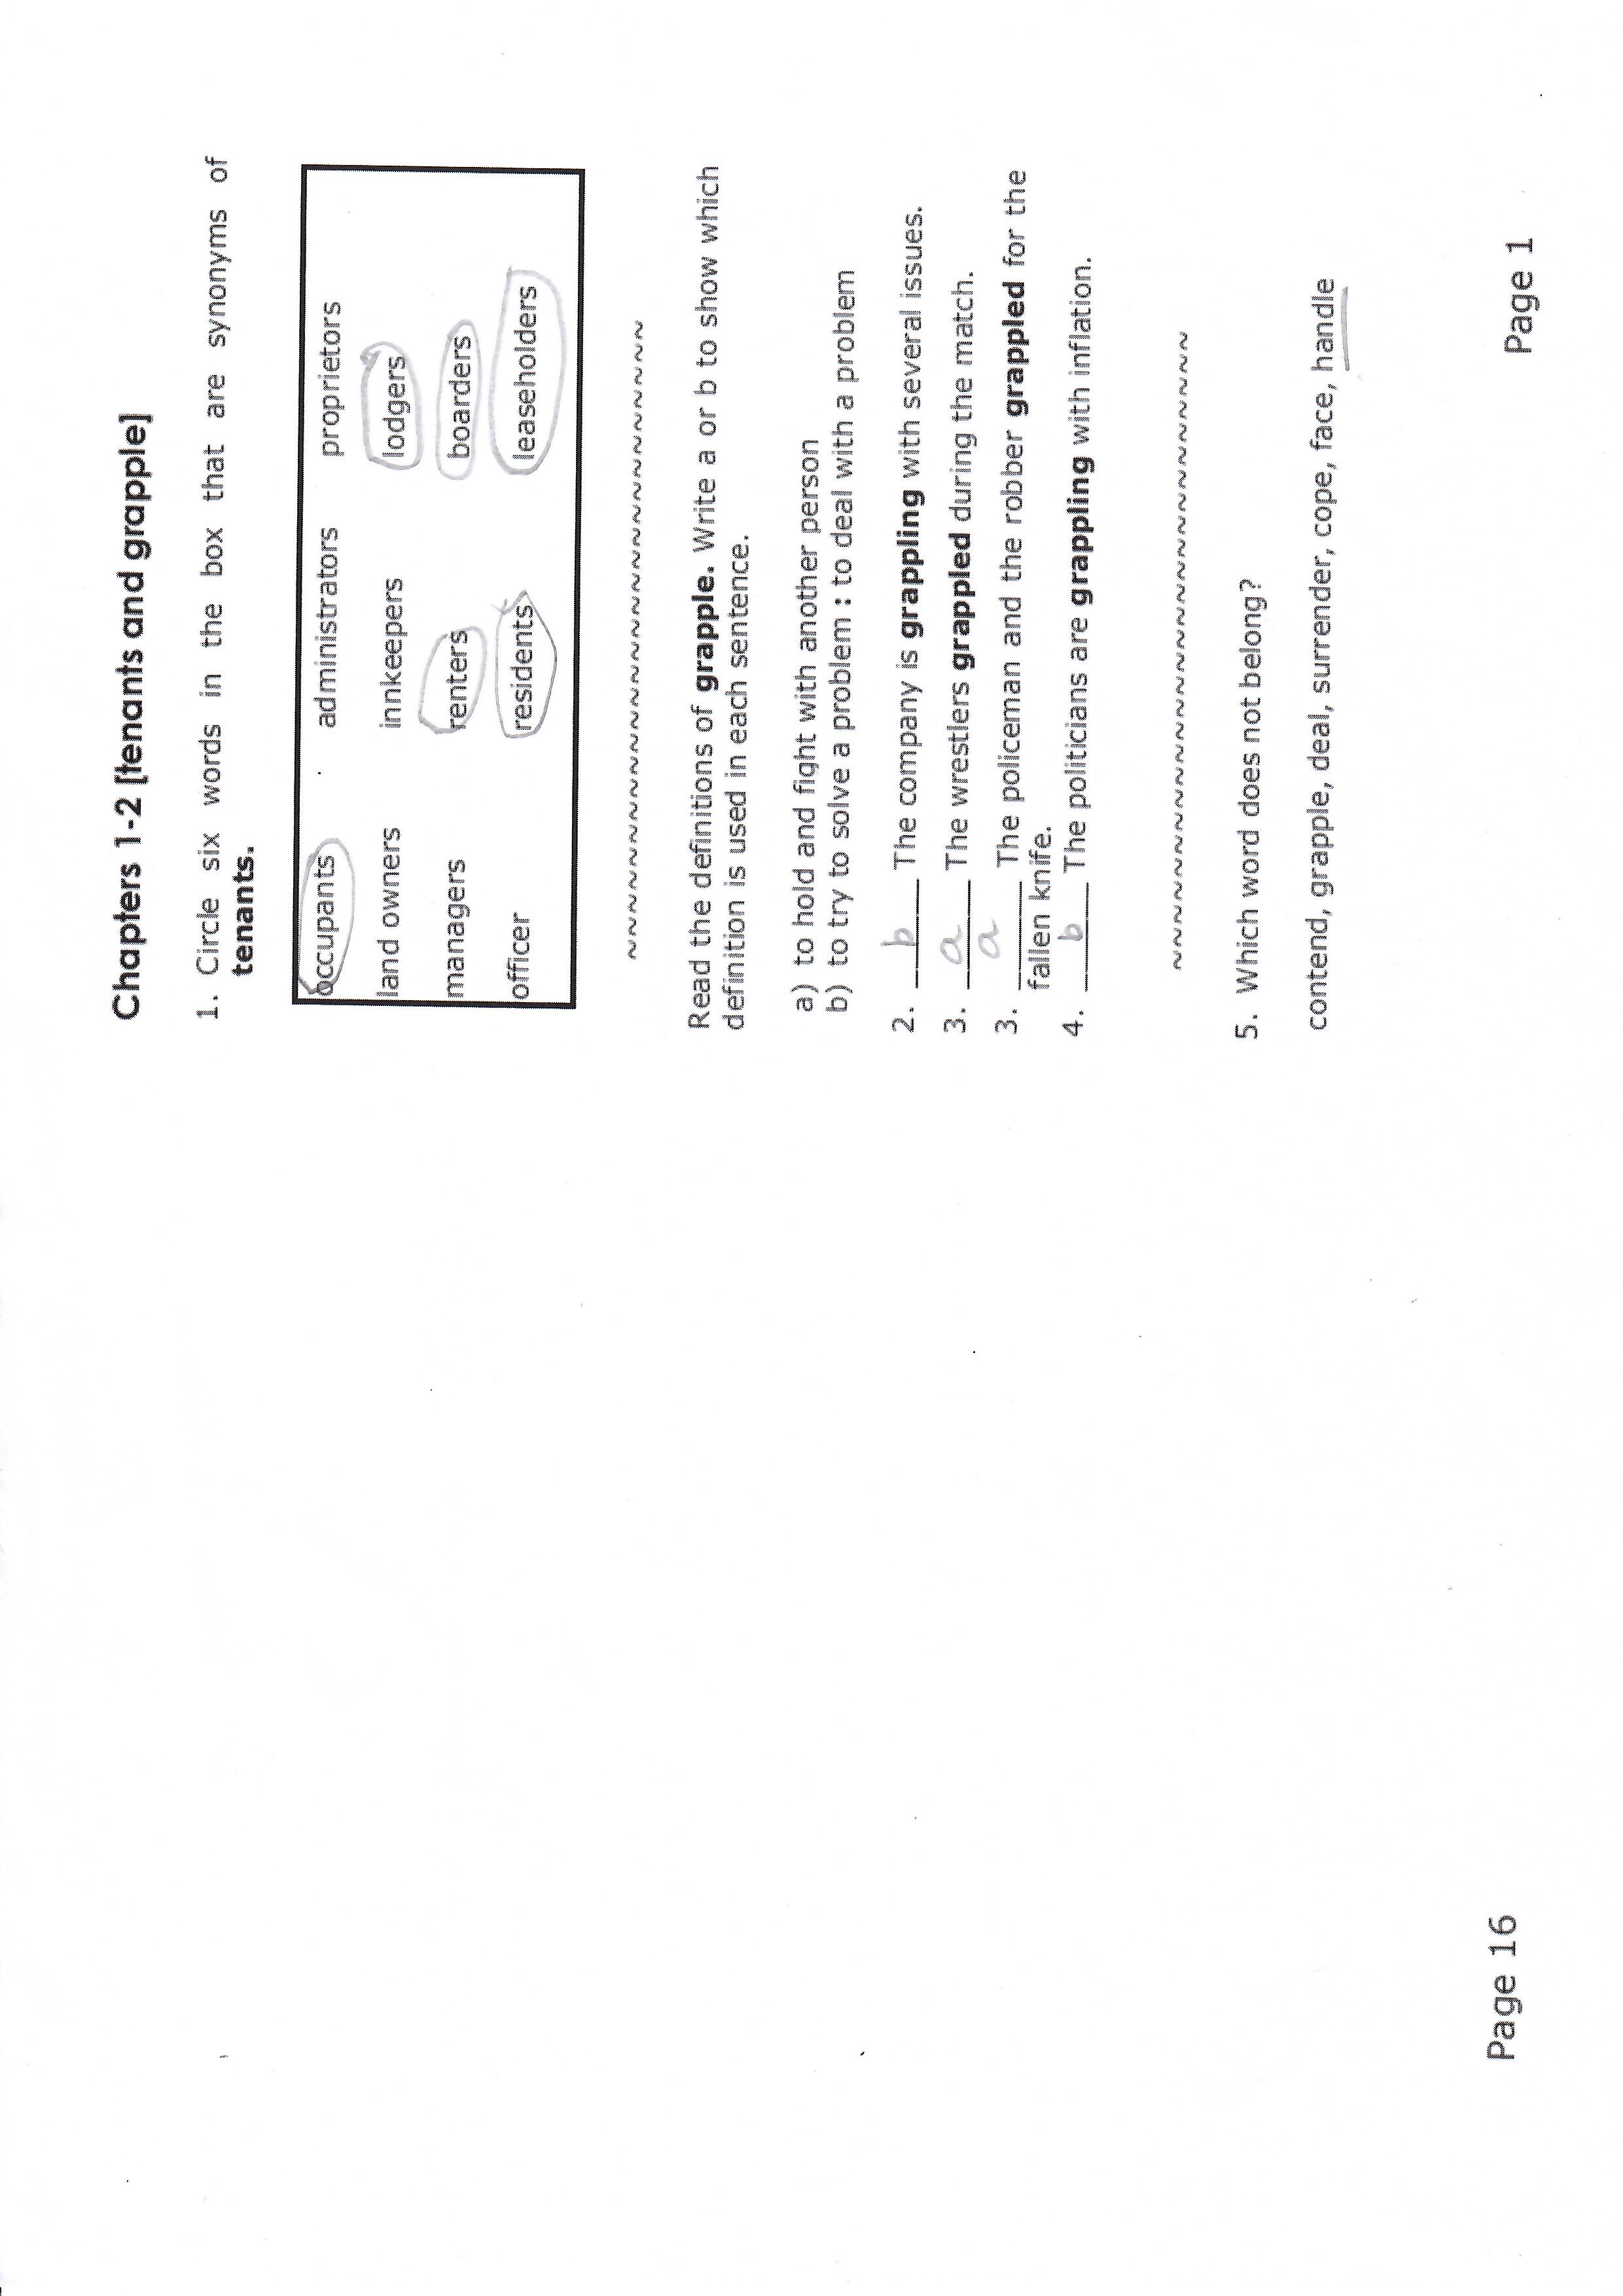 Chapters 1-2 [tenants and grapple]
1. Circle six words in the box that are synonyms of
tenants.
occupants administrators proprietors
land owners innkeepers lodgers
managers renters boarders
officer residents leaseholders
~~~~~~~~~~~~~~~~~~~~~~~~~~~~~~
Read the definitions of grapple. Write a or b to show which
definition is used in each sentence.
a) to hold and fight with another person
b) to try to solve a problem : to deal with a problem
2. b The company is grappling with several issues.
3. a The wrestlers grappled during the match.
3. a The policeman and the robber grappled for the
fallen knife.
4. b The politicians are grappling with inflation.
~~~~~~~~~~~~~~~~~~~~~~~~~~~~~~
5. Which word does not belong?
contend, grapple, deal, surrender, cope, face, handle
Page 16
Page 1